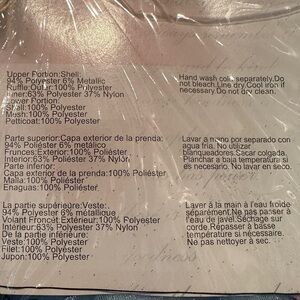 Upper Portion:Shell:
94% Polyester 6% Metallic
Ruffle:Outer:100% Polyester
Inner:63% Polyester 37% Nylon
Lower Portion:
Shell:100% Polyester
Mush:100% Polyester
Petticoat:100% Polyester
Hand wash cold separately.Do
not bleach.Line dry.Cool iron if
necessary.Do not dry clean.
Parte superior:Capa exterior de la prenda:
94% Poliéster 6% metálico
Frunces:Exterior:100% Poliéster
Interior:63% Poliéster 37% Nylón
Parte inferior:
Capa exterior de la prenda:100% Poliéster
Malla:100% Poliéster
Enaguas:100% Poliéster
Lavar a mano por separado con
agua fría. No utilizar
blanqueadores.Sacar colgada.
Planchar a baja temperatura si
es necesario. No lavar en seco.
La partie supérieure:Veste:
94% Polyester 6% métallique
Volant Froncet:Extérieur:100% Polyester
Intérieur:63% Polyester 37% Nylon
De la partie inférieure:
Veste:100% Polyester
Filet:100% Polyester
Jupon:100% Polyester
Laver à la main à l'eau froide
séparément.Ne pas passer à
l'eau de javel.Séchage sur
corde.Repasser à basse
température si nécessaire.
Ne pas nettoyer à sec.